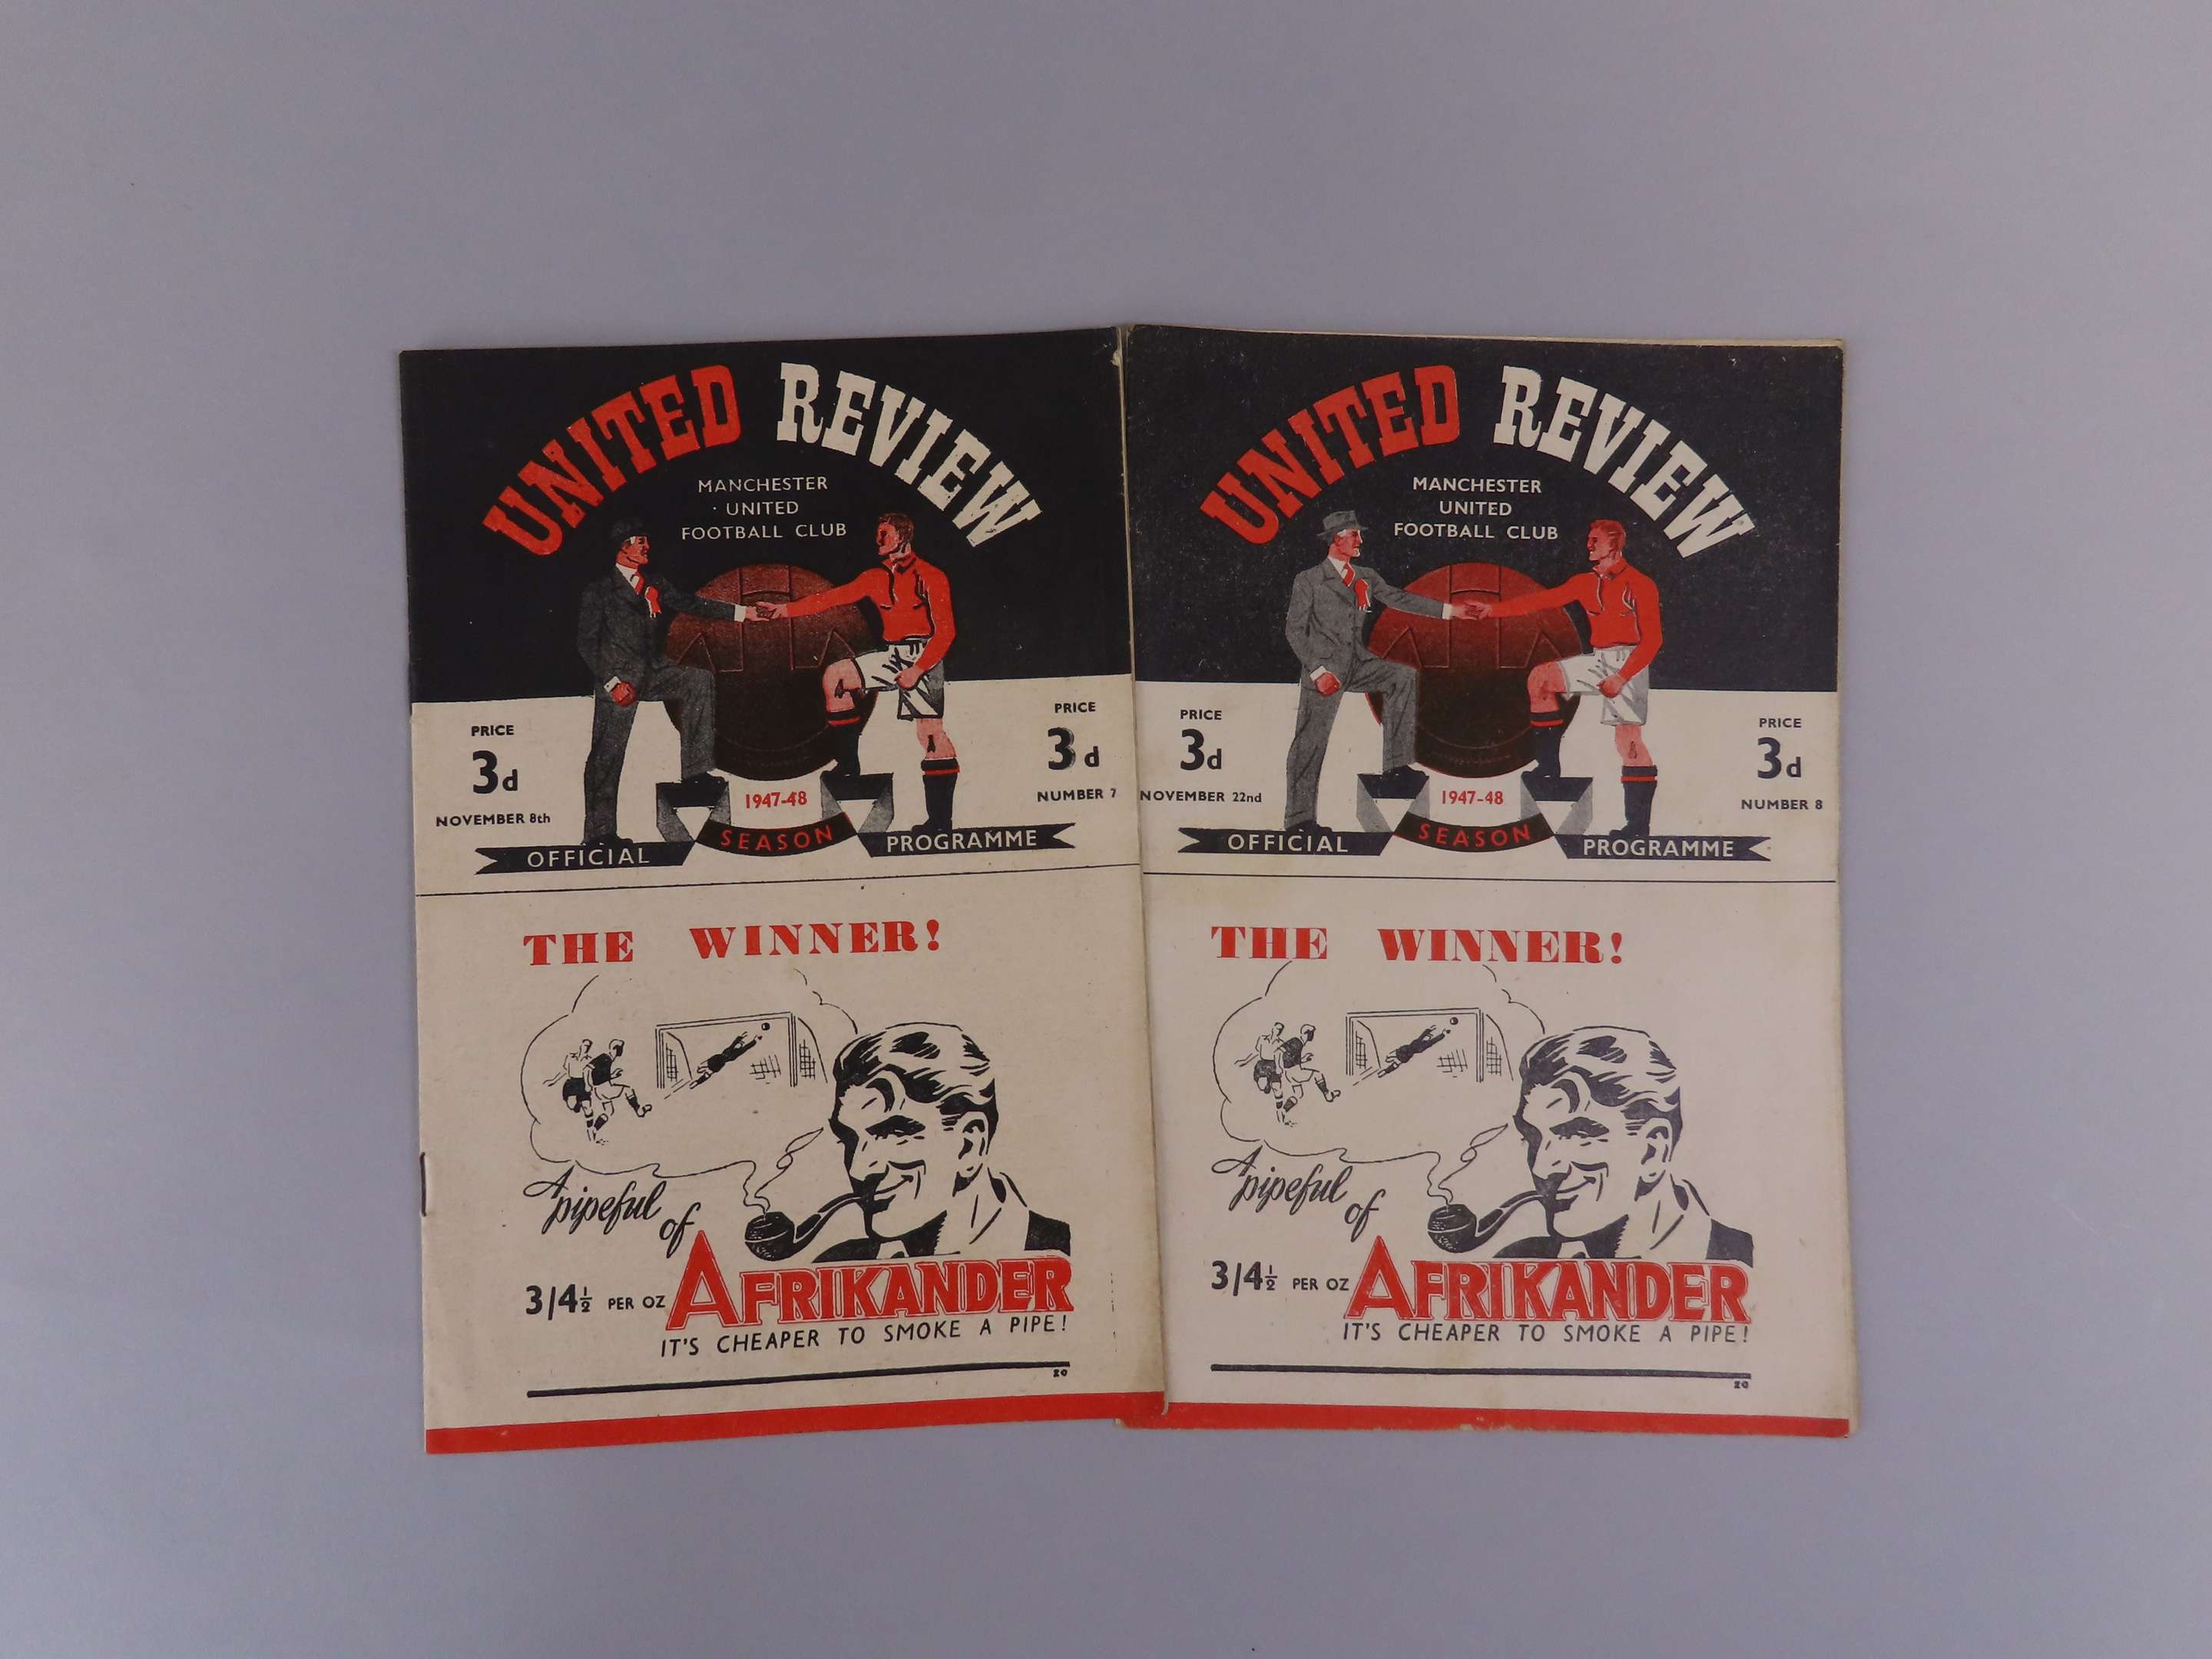 UNITED REVIEW
MANCHESTER
UNITED
FOOTBALL CLUB
PRICE
3d
NOVEMBER 8th
PRICE
3d
NUMBER 7
1947-48
OFFICIAL SEASON PROGRAMME
THE WINNER!
A pipeful of
3/4½ PER OZ AFRIKANDER
IT'S CHEAPER TO SMOKE A PIPE!
20
UNITED REVIEW
MANCHESTER
UNITED
FOOTBALL CLUB
PRICE
3d
NOVEMBER 22nd
PRICE
3d
NUMBER 8
1947-48
OFFICIAL SEASON PROGRAMME
THE WINNER!
A pipeful of
3/4½ PER OZ AFRIKANDER
IT'S CHEAPER TO SMOKE A PIPE!
20